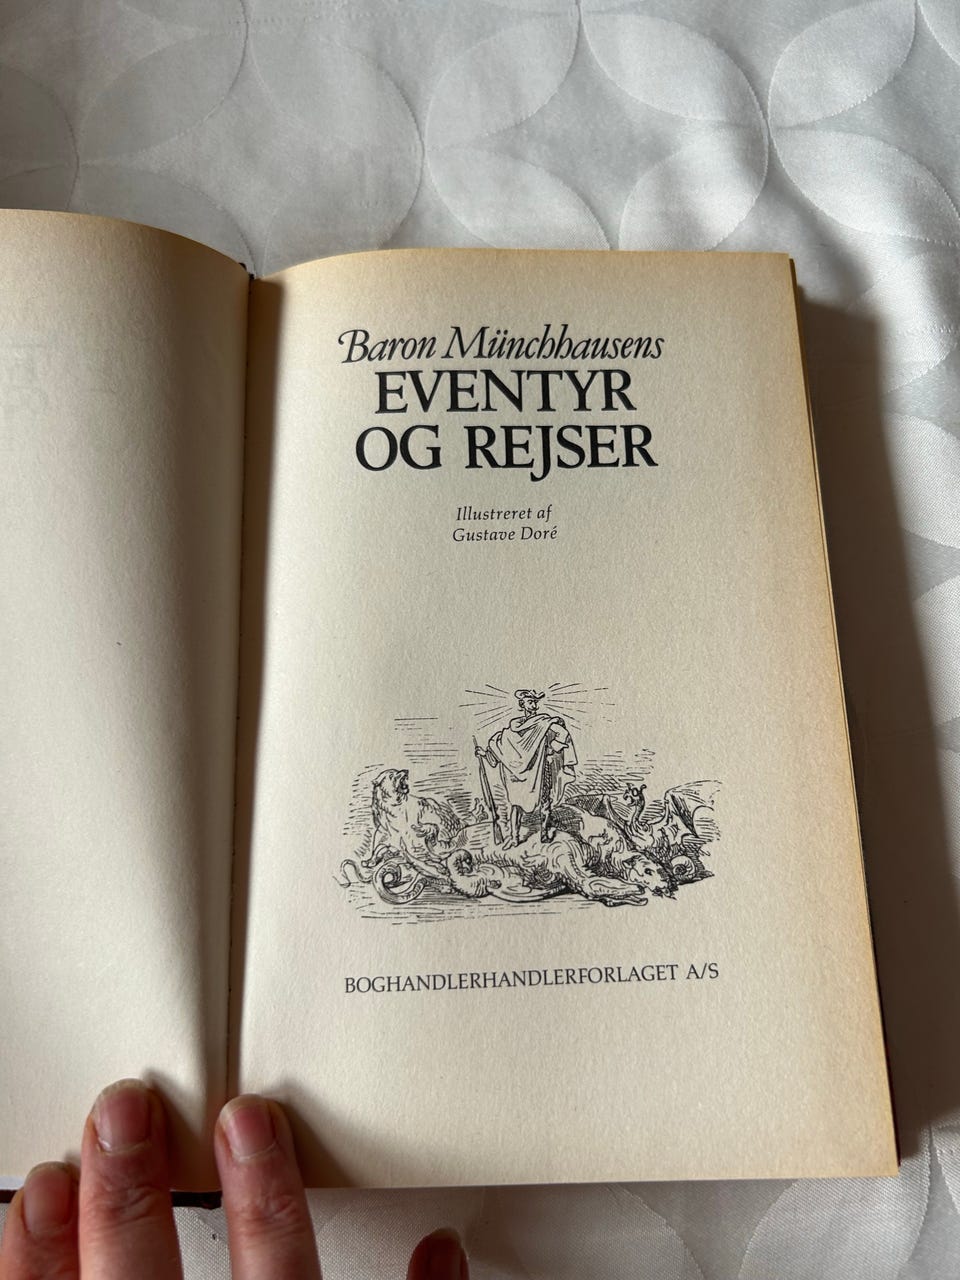 Baron Münchhausens
EVENTYR
OG REJSER
Illustreret af
Gustave Doré
BOGHANDLERHANDLERFORLAGET A/S